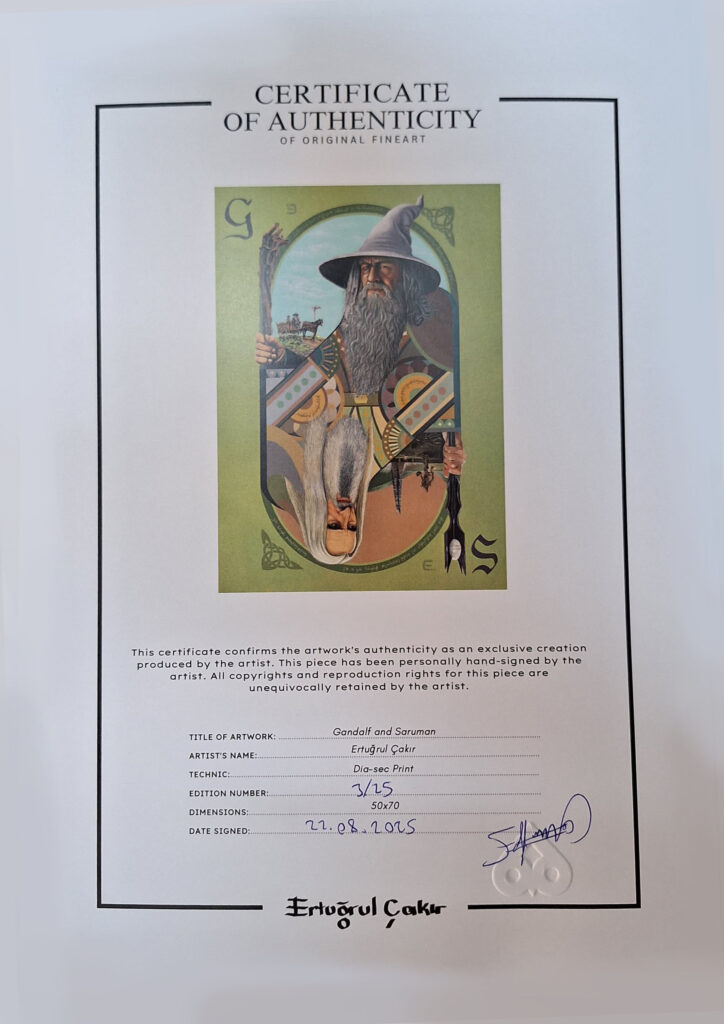 CERTIFICATE
OF AUTHENTICITY
OF ORIGINAL FINEART
G
S
This certificate confirms the artwork's authenticity as an exclusive creation
produced by the artist. This piece has been personally hand-signed by the
artist. All copyrights and reproduction rights for this piece are
unequivocally retained by the artist.
TITLE OF ARTWORK: Gandalf and Saruman
ARTIST'S NAME: Ertuğrul Çakır
TECHNIC: Dia-sec Print
EDITION NUMBER: 3/25
DIMENSIONS: 50x70
DATE SIGNED: 22.08.2025
Ertuğrul Çakır